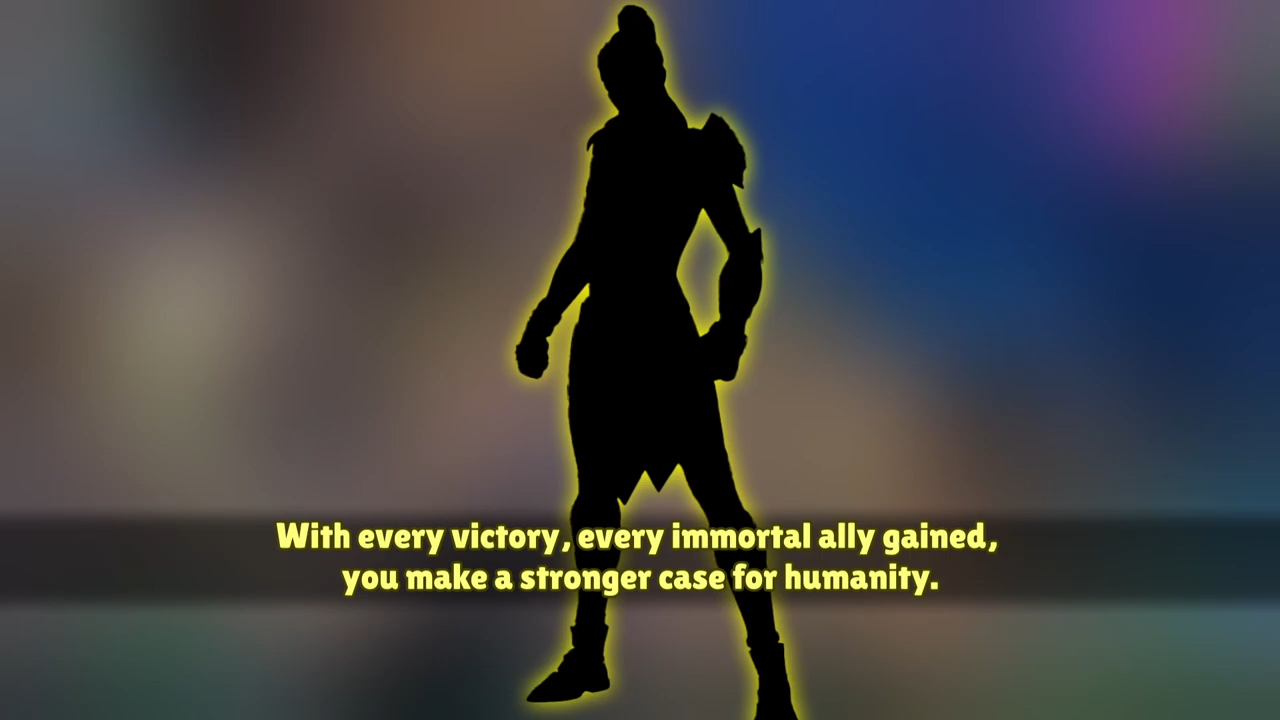 With every victory, every immortal ally gained,
you make a stronger case for humanity.